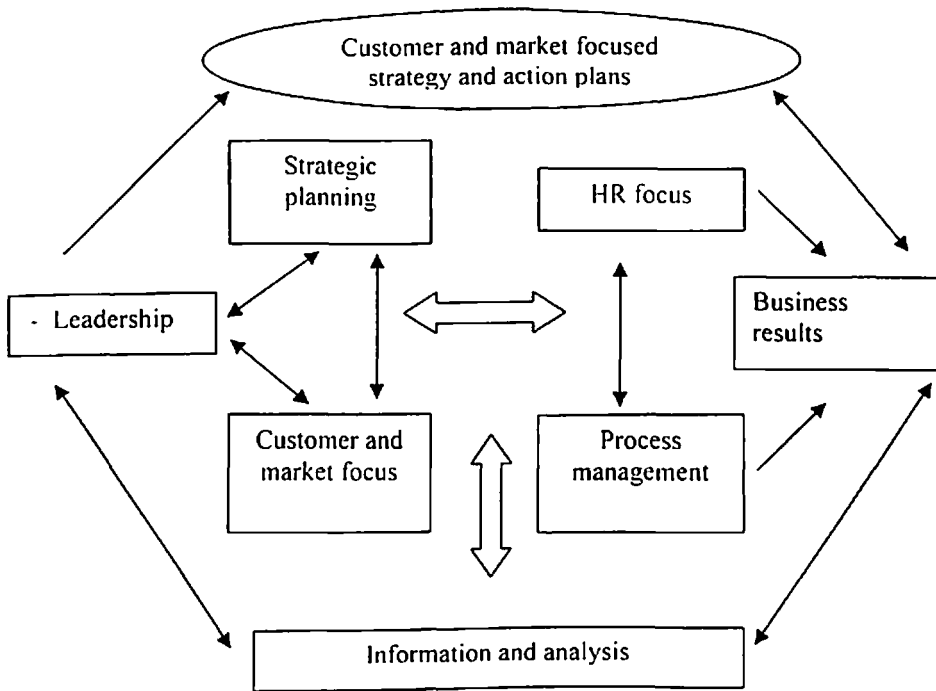 Customer and market focused
strategy and action plans
Strategic
planning
HR focus
- Leadership
Business
results
Customer and
market focus
Process
management
Information and analysis